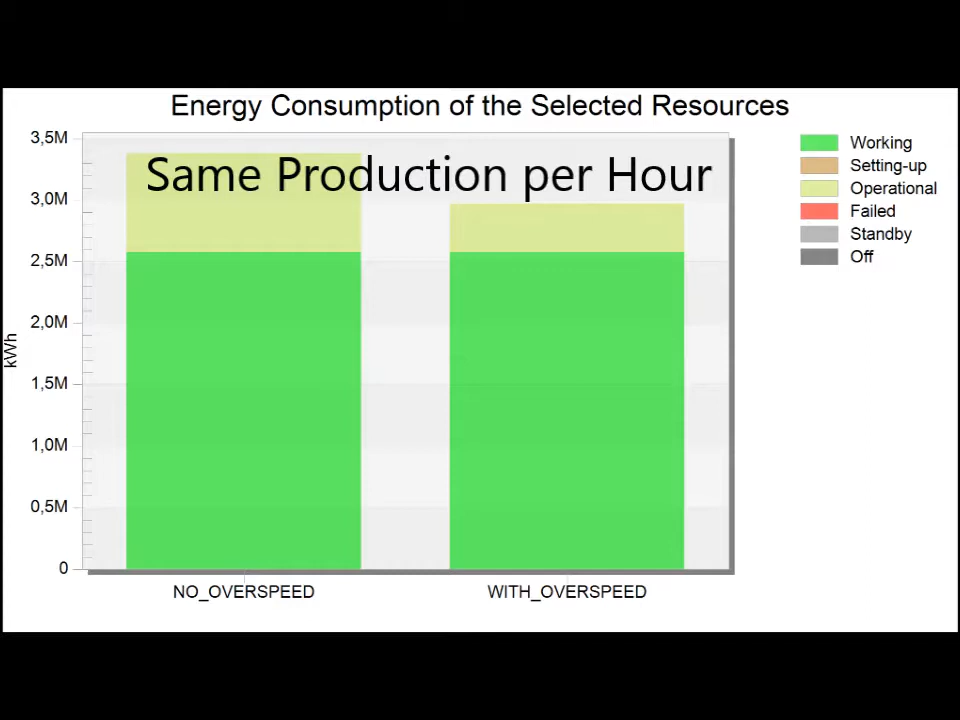 Energy Consumption of the Selected Resources
Same Production per Hour
3,5M
3,0M
2,5M
2,0M
1,5M
1,0M
0,5M
0
kWh
NO_OVERSPEED
WITH_OVERSPEED
Working
Setting-up
Operational
Failed
Standby
Off